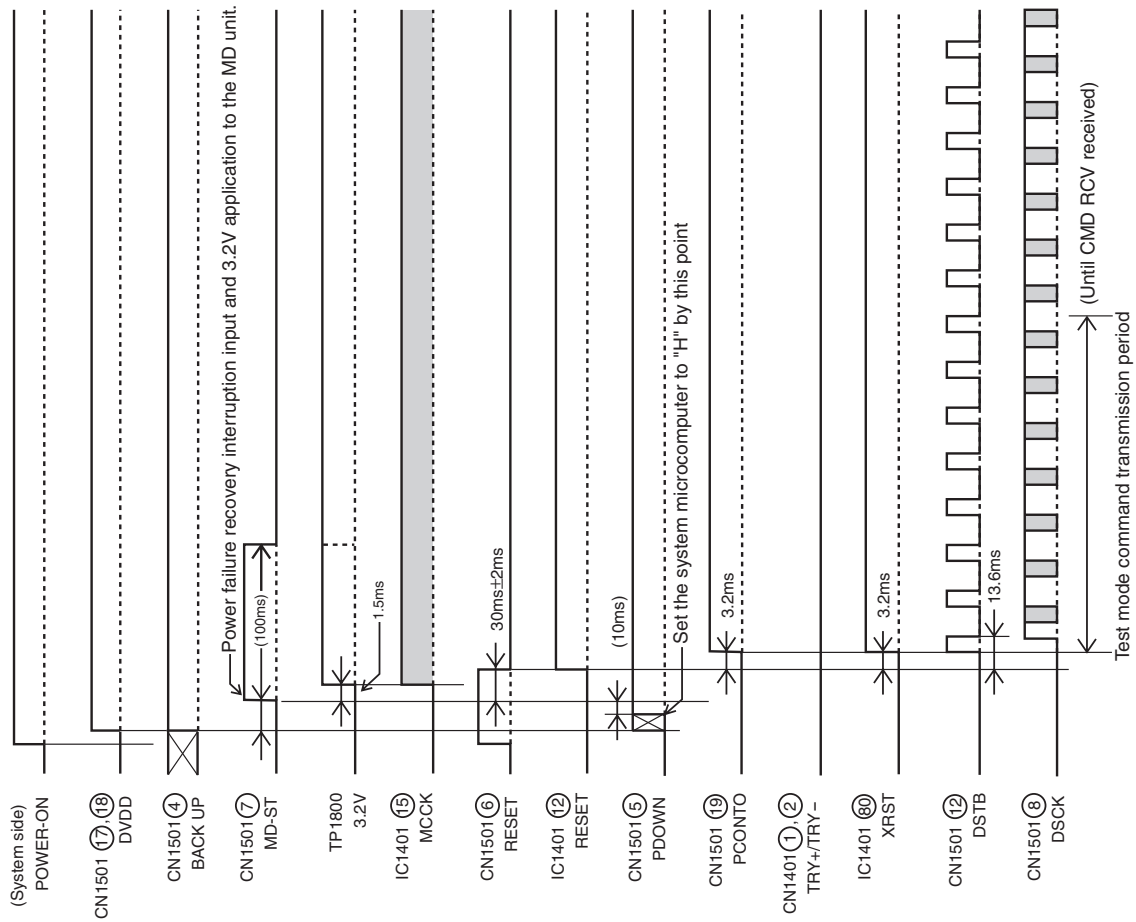 (System side)
POWER-ON
CN1501 17, 18
DVDD
CN1501 4
BACK UP
CN1501 7
MD-ST
Power failure recovery interruption input and 3.2V application to the MD unit.
(100ms)
TP1800
3.2V
1.5ms
IC1401 15
MCCK
CN1501 6
RESET
30ms±2ms
IC1401 12
RESET
CN1501 5
PDOWN
(10ms)
Set the system microcomputer to "H" by this point
CN1501 19
PCONTO
3.2ms
CN1401 1, 2
TRY+/TRY −
IC1401 80
XRST
3.2ms
CN1501 12
DSTB
13.6ms
CN1501 8
DSCK
(Until CMD RCV received)
Test mode command transmission period